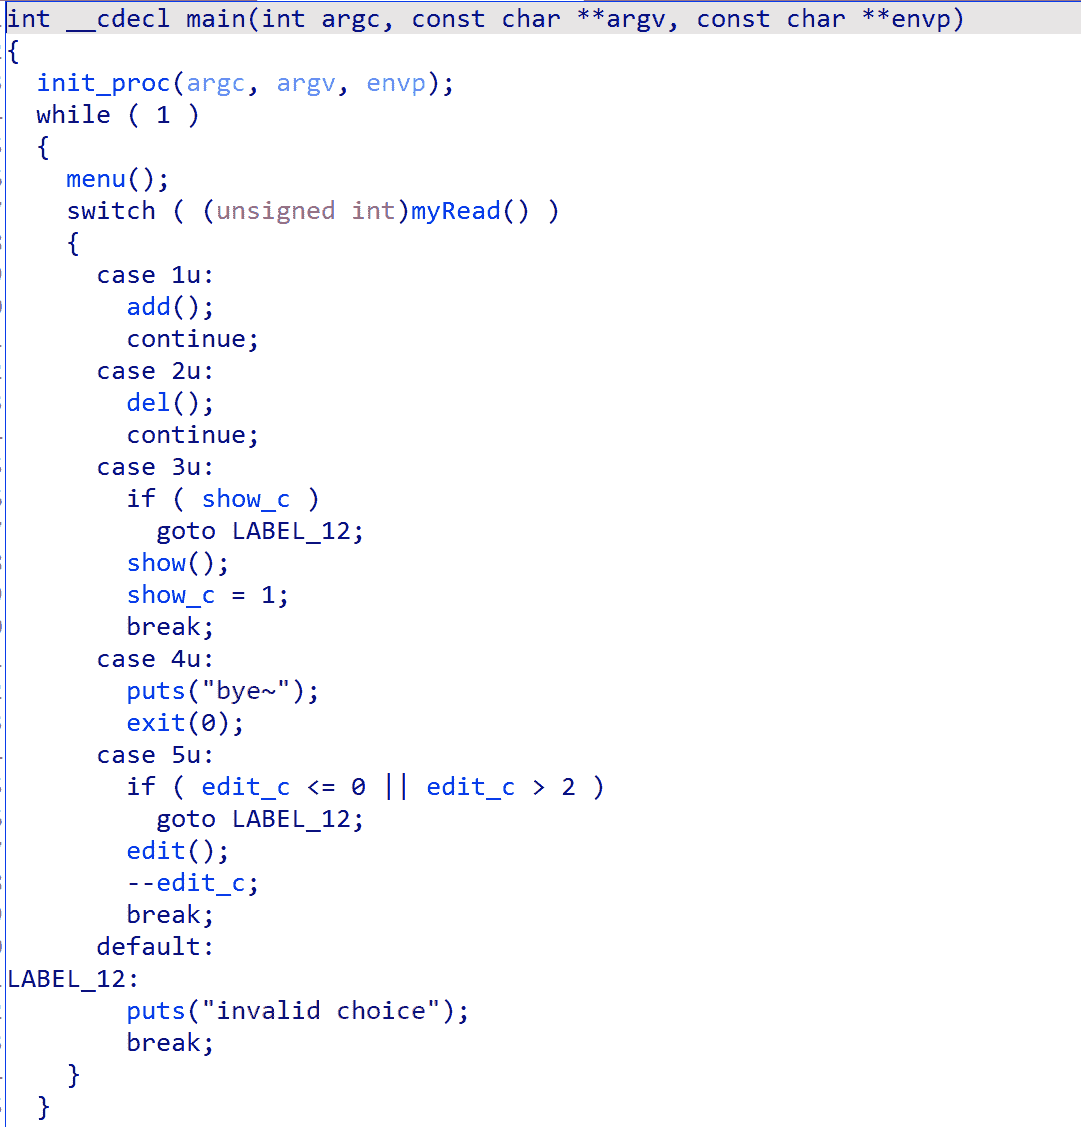 int __cdecl main(int argc, const char **argv, const char **envp)
{
  init_proc(argc, argv, envp);
  while ( 1 )
  {
    menu();
    switch ( (unsigned int)myRead() )
    {
      case 1u:
        add();
        continue;
      case 2u:
        del();
        continue;
      case 3u:
        if ( show_c )
          goto LABEL_12;
        show();
        show_c = 1;
        break;
      case 4u:
        puts("bye~");
        exit(0);
      case 5u:
        if ( edit_c <= 0 || edit_c > 2 )
          goto LABEL_12;
        edit();
        --edit_c;
        break;
      default:
LABEL_12:
        puts("invalid choice");
        break;
    }
  }